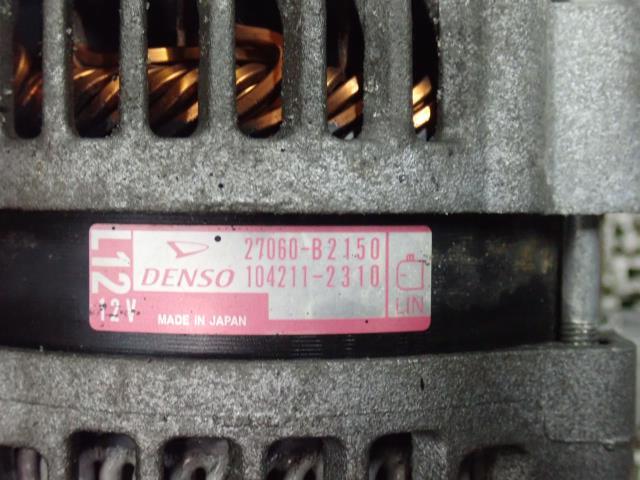 L12
12V
27060-B2150
DENSO 104211-2310
LIN
MADE IN JAPAN